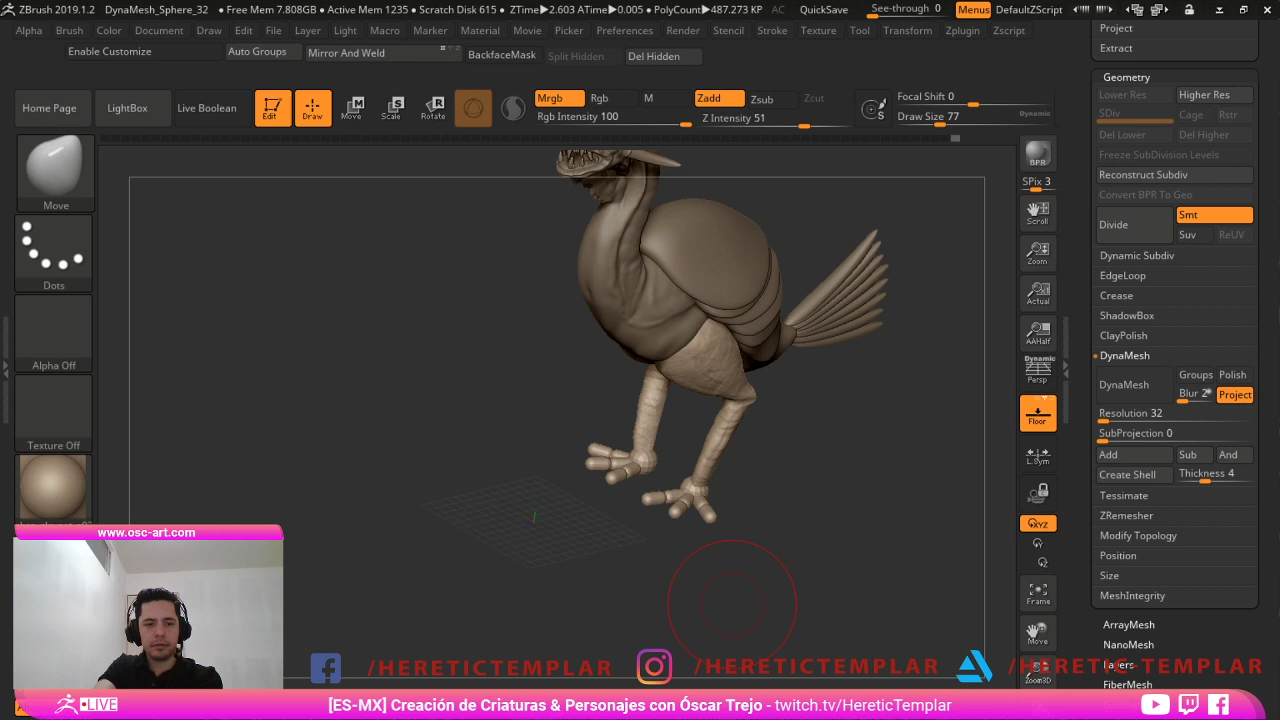 ZBrush 2019.1.2 DynaMesh_Sphere_32 • Free Mem 7.808GB • Active Mem 1235 • Scratch Disk 615 • ZTime▶2.603 ATime▶0.005 • PolyCount▶487.273 KP AC QuickSave See-through 0 Menus DefaultZScript
Alpha Brush Color Document Draw Edit File Layer Light Macro Marker Material Movie Picker Preferences Render Stencil Stroke Texture Tool Transform Zplugin Zscript
Enable Customize Auto Groups Mirror And Weld BackfaceMask Split Hidden Del Hidden
Home Page LightBox Live Boolean Edit Draw Move Scale Rotate
Mrgb Rgb M Zadd Zsub Zcut Focal Shift 0
Rgb Intensity 100 Z Intensity 51 Draw Size 77 Dynamic
Move
Dots
Alpha Off
Texture Off
BPR
SPix 3
Scroll
Zoom
Actual
AAHalf
Dynamic
Persp
Floor
L.Sym
XYZ
Frame
Move
Zoom3D
Project
Extract
Geometry
Lower Res Higher Res
SDiv Cage Rstr
Del Lower Del Higher
Freeze SubDivision Levels
Reconstruct Subdiv
Convert BPR To Geo
Divide Smt
Suv ReUV
Dynamic Subdiv
EdgeLoop
Crease
ShadowBox
ClayPolish
DynaMesh
DynaMesh Groups Polish
Blur 2 Project
Resolution 32
SubProjection 0
Add Sub And
Create Shell Thickness 4
Tessimate
ZRemesher
Modify Topology
Position
Size
MeshIntegrity
ArrayMesh
NanoMesh
Layers
FiberMesh
www.osc-art.com
/HERETICTEMPLAR /HERETICTEMPLAR /HERETIC-TEMPLAR
LIVE [ES-MX] Creación de Criaturas & Personajes con Óscar Trejo - twitch.tv/HereticTemplar